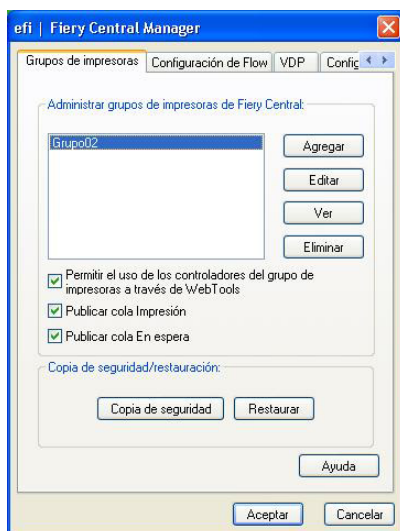 efi | Fiery Central Manager
Grupos de impresoras
Configuración de Flow
VDP
Config
Administrar grupos de impresoras de Fiery Central:
Grupo02
Agregar
Editar
Ver
Eliminar
Permitir el uso de los controladores del grupo de
impresoras a través de WebTools
Publicar cola Impresión
Publicar cola En espera
Copia de seguridad/restauración:
Copia de seguridad
Restaurar
Ayuda
Aceptar
Cancelar